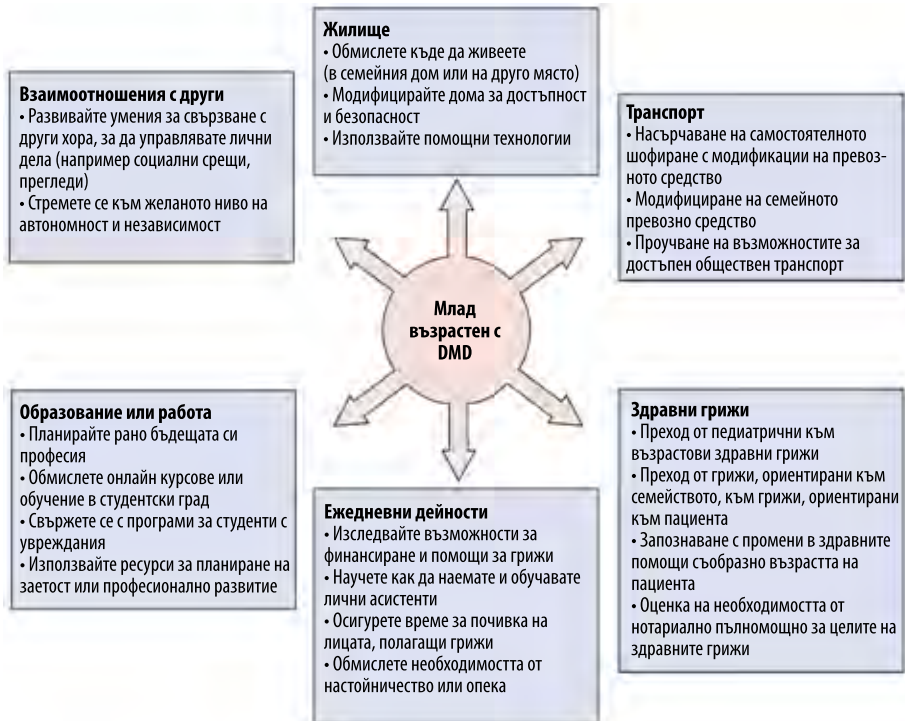 Жилище
• Обмислете къде да живеете
(в семейния дом или на друго място)
• Модифицирайте дома за достъпност
и безопасност
• Използвайте помощни технологии
Взаимоотношения с други
• Развивайте умения за свързване с
други хора, за да управлявате лични
дела (например социални срещи,
прегледи)
• Стремете се към желаното ниво на
автономност и независимост
Транспорт
• Насърчаване на самостоятелното
шофиране с модификации на превоз-
ното средство
• Модифициране на семейното
превозно средство
• Проучване на възможностите за
достъпен обществен транспорт
Млад
възрастен с
DMD
Образование или работа
• Планирайте рано бъдещата си
професия
• Обмислете онлайн курсове или
обучение в студентски град
• Свържете се с програми за студенти с
увреждания
• Използвайте ресурси за планиране на
заетост или професионално развитие
Ежедневни дейности
• Изследвайте възможности за
финансиране и помощи за грижи
• Научете как да наемате и обучавате
лични асистенти
• Осигурете време за почивка на
лицата, полагащи грижи
• Обмислете необходимостта от
настойничество или опека
Здравни грижи
• Преход от педиатрични към
възрастови здравни грижи
• Преход от грижи, ориентирани към
семейството, към грижи, ориентирани
към пациента
• Запознаване с промени в здравните
помощи съобразно възрастта на
пациента
• Оценка на необходимостта от
нотариално пълномощно за целите на
здравните грижи